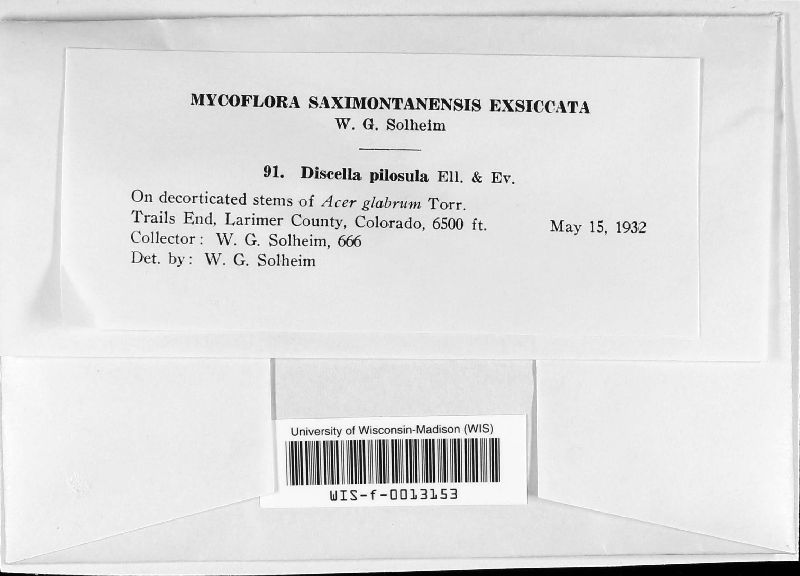 MYCOFLORA SAXIMONTANENSIS EXSICCATA
W. G. Solheim
91. Discella pilosula Ell. & Ev.
On decorticated stems of Acer glabrum Torr.
Trails End, Larimer County, Colorado, 6500 ft. May 15, 1932
Collector: W. G. Solheim, 666
Det. by: W. G. Solheim
University of Wisconsin-Madison (WIS)
WIS-f-0013153